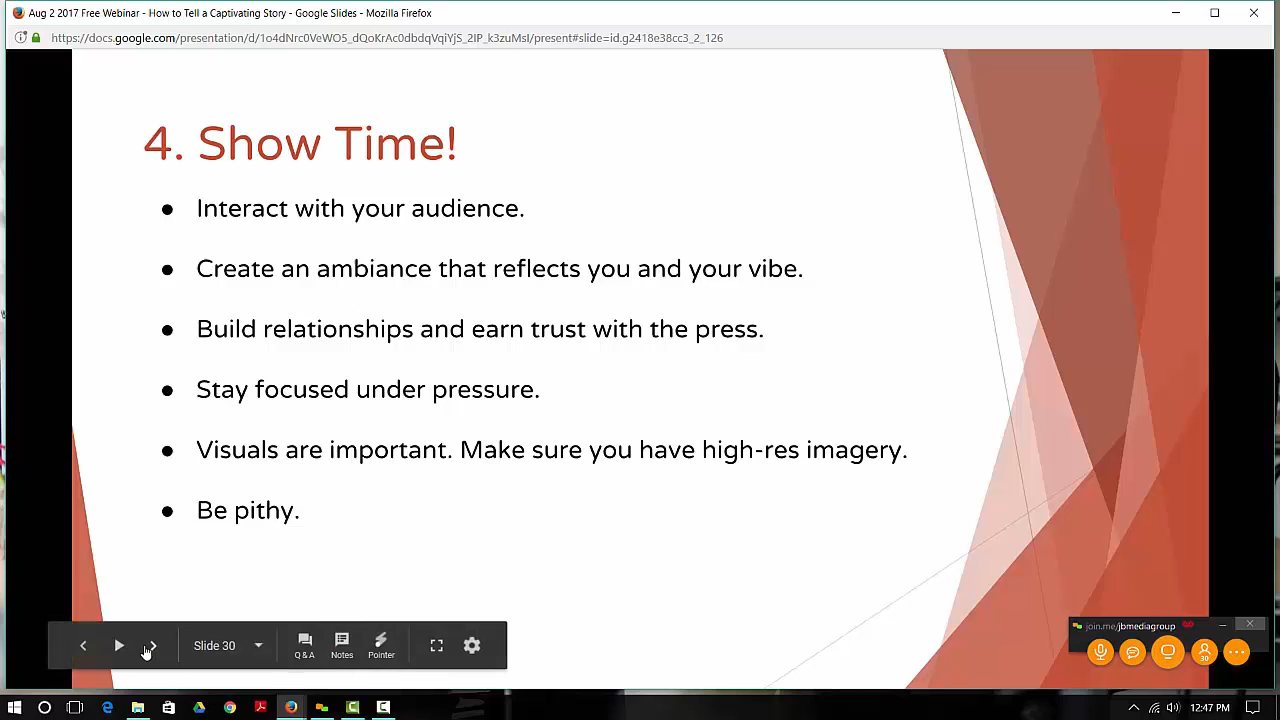 Aug 2 2017 Free Webinar - How to Tell a Captivating Story - Google Slides - Mozilla Firefox
https://docs.google.com/presentation/d/1o4dNrc0VeWO5_dQoKrAc0dbdqVqiYjS_2IP_k3zuMsI/present#slide=id.g2418e38cc3_2_126
4. Show Time!
● Interact with your audience.
● Create an ambiance that reflects you and your vibe.
● Build relationships and earn trust with the press.
● Stay focused under pressure.
● Visuals are important. Make sure you have high-res imagery.
● Be pithy.
Slide 30
Q & A
Notes
Pointer
join.me/jbmediagroup
30
12:47 PM